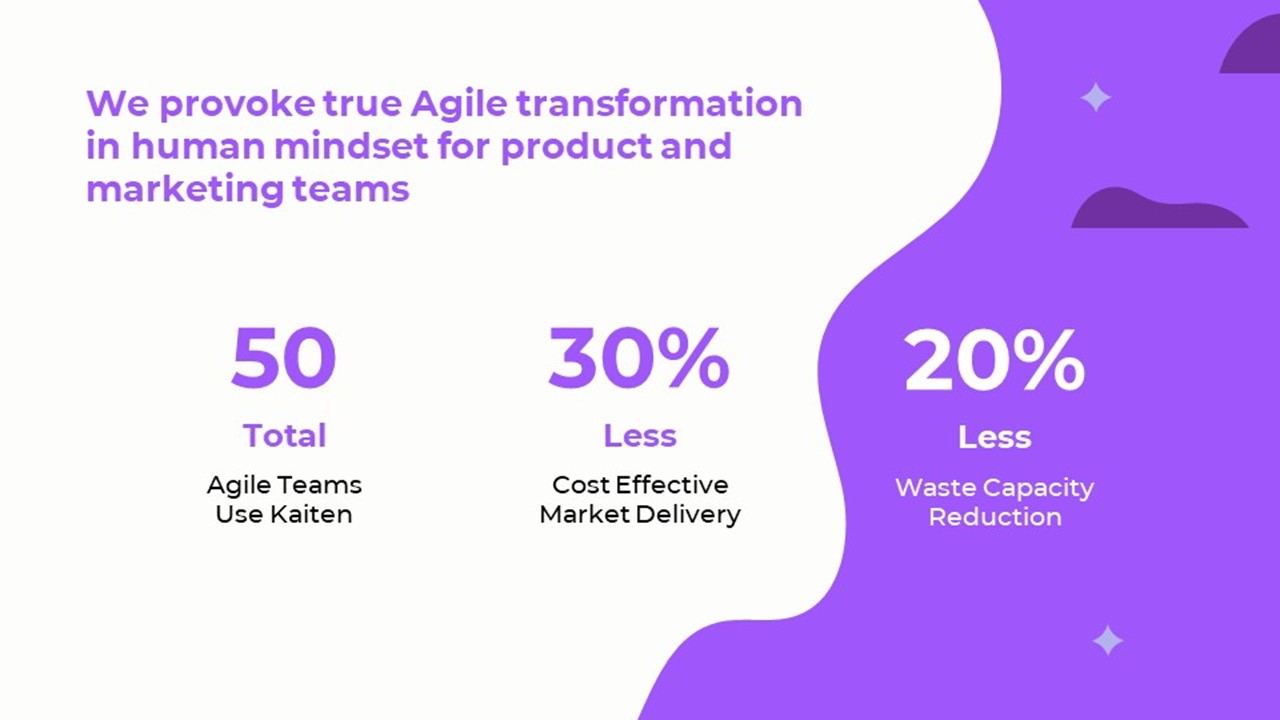 We provoke true Agile transformation
in human mindset for product and
marketing teams
50
Total
Agile Teams
Use Kaiten
30%
Less
Cost Effective
Market Delivery
20%
Less
Waste Capacity
Reduction